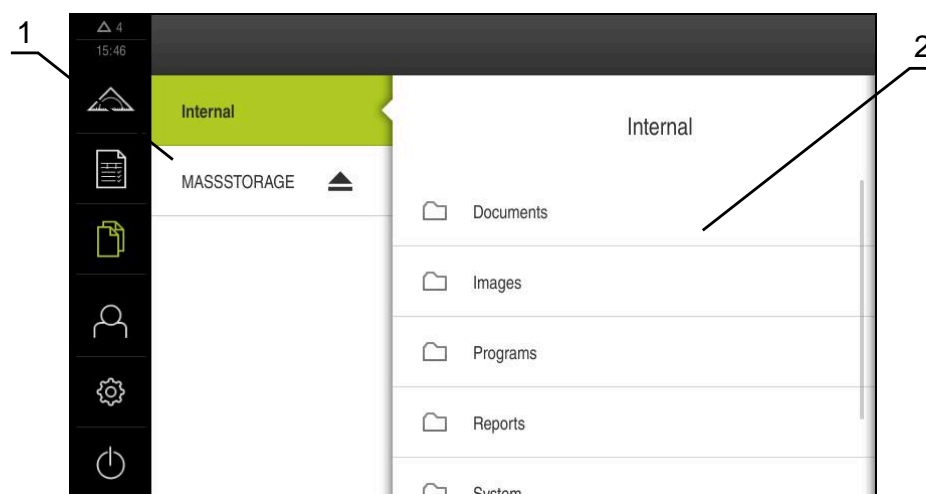 1
2
4
15:46
Internal
MASSSTORAGE
Internal
Documents
Images
Programs
Reports
System